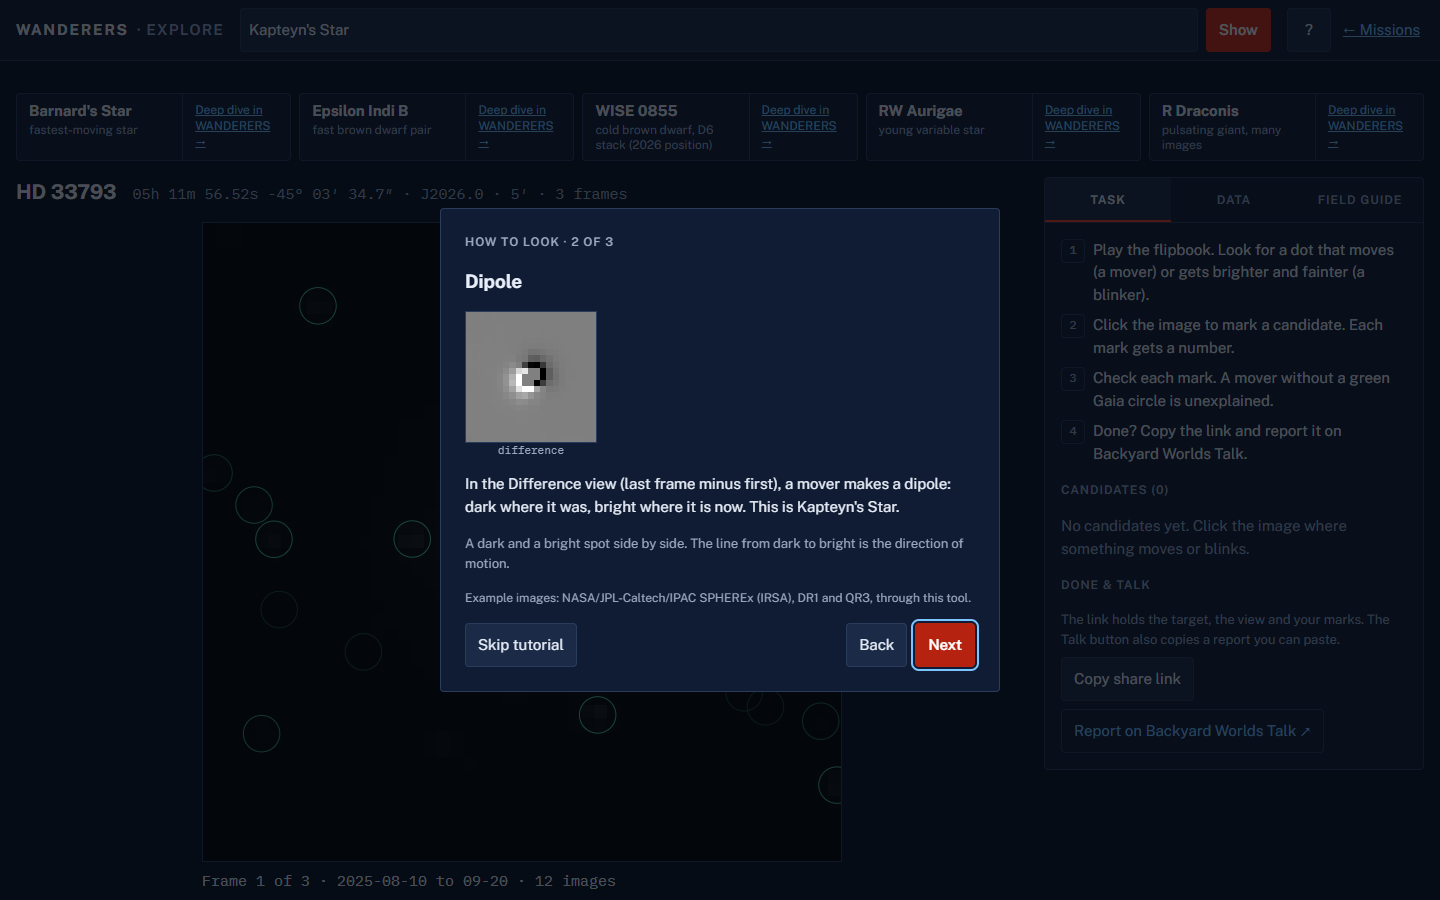 WANDERERS · EXPLORE
Kapteyn's Star
Show
?
← Missions
Barnard's Star
fastest-moving star
Deep dive in
WANDERERS
→
Epsilon Indi B
fast brown dwarf pair
Deep dive in
WANDERERS
→
WISE 0855
cold brown dwarf, D6
stack (2026 position)
Deep dive in
WANDERERS
→
RW Aurigae
young variable star
Deep dive in
WANDERERS
→
R Draconis
pulsating giant, many
images
Deep dive in
WANDERERS
→
HD 33793 05h 11m 56.52s -45° 03′ 34.7″ · J2026.0 · 5′ · 3 frames
HOW TO LOOK · 2 OF 3
Dipole
difference
In the Difference view (last frame minus first), a mover makes a dipole:
dark where it was, bright where it is now. This is Kapteyn's Star.
A dark and a bright spot side by side. The line from dark to bright is the direction of
motion.
Example images: NASA/JPL-Caltech/IPAC SPHEREx (IRSA), DR1 and QR3, through this tool.
Skip tutorial
Back
Next
Frame 1 of 3 · 2025-08-10 to 09-20 · 12 images
TASK
DATA
FIELD GUIDE
1 Play the flipbook. Look for a dot that moves
(a mover) or gets brighter and fainter (a
blinker).
2 Click the image to mark a candidate. Each
mark gets a number.
3 Check each mark. A mover without a green
Gaia circle is unexplained.
4 Done? Copy the link and report it on
Backyard Worlds Talk.
CANDIDATES (0)
No candidates yet. Click the image where
something moves or blinks.
DONE & TALK
The link holds the target, the view and your marks. The
Talk button also copies a report you can paste.
Copy share link
Report on Backyard Worlds Talk ↗